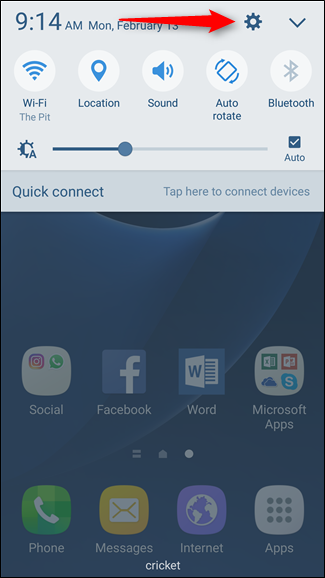 9:14 AM Mon, February 13
Wi-Fi
The Pit
Location
Sound
Auto
rotate
Bluetooth
A
Auto
Quick connect
Tap here to connect devices
Social
Facebook
Word
Microsoft
Apps
Phone
Messages
Internet
Apps
cricket